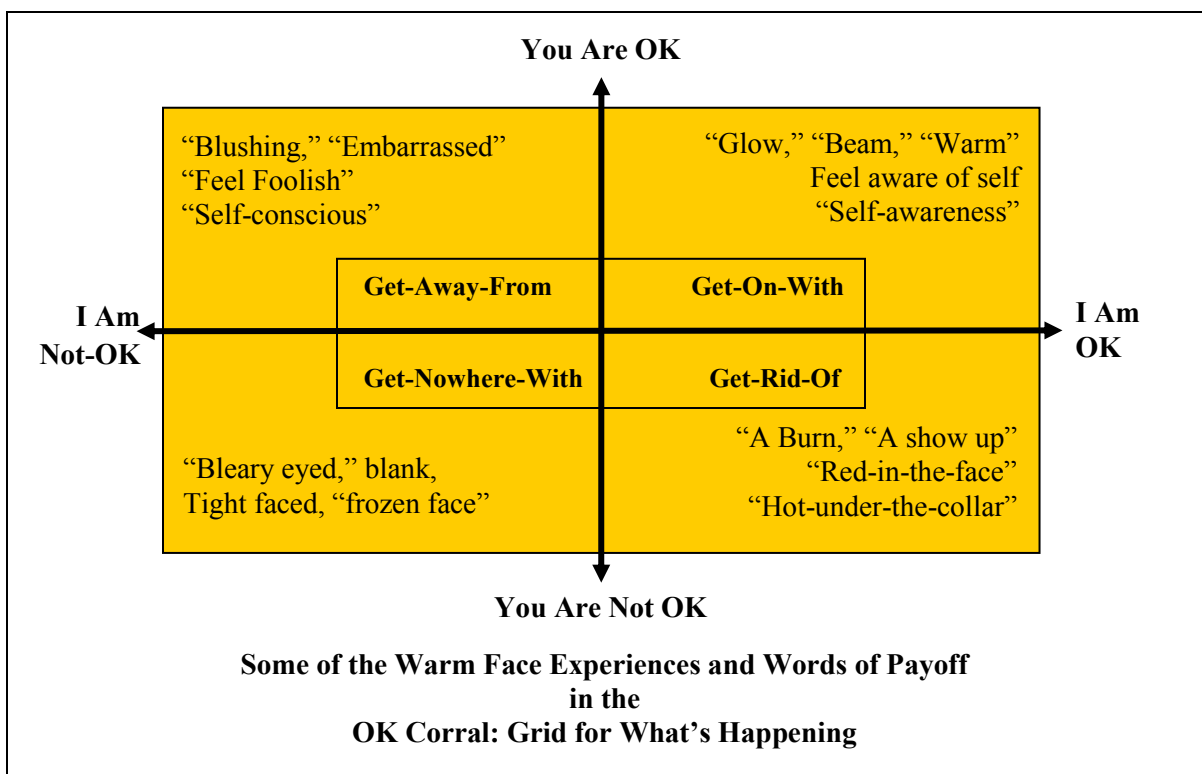 You Are OK
“Blushing,” “Embarrassed”
“Feel Foolish”
“Self-conscious”
“Glow,” “Beam,” “Warm”
Feel aware of self
“Self-awareness”
Get-Away-From
Get-On-With
I Am
Not-OK
I Am
OK
Get-Nowhere-With
Get-Rid-Of
“Bleary eyed,” blank,
Tight faced, “frozen face”
“A Burn,” “A show up”
“Red-in-the-face”
“Hot-under-the-collar”
You Are Not OK
Some of the Warm Face Experiences and Words of Payoff
in the
OK Corral: Grid for What’s Happening